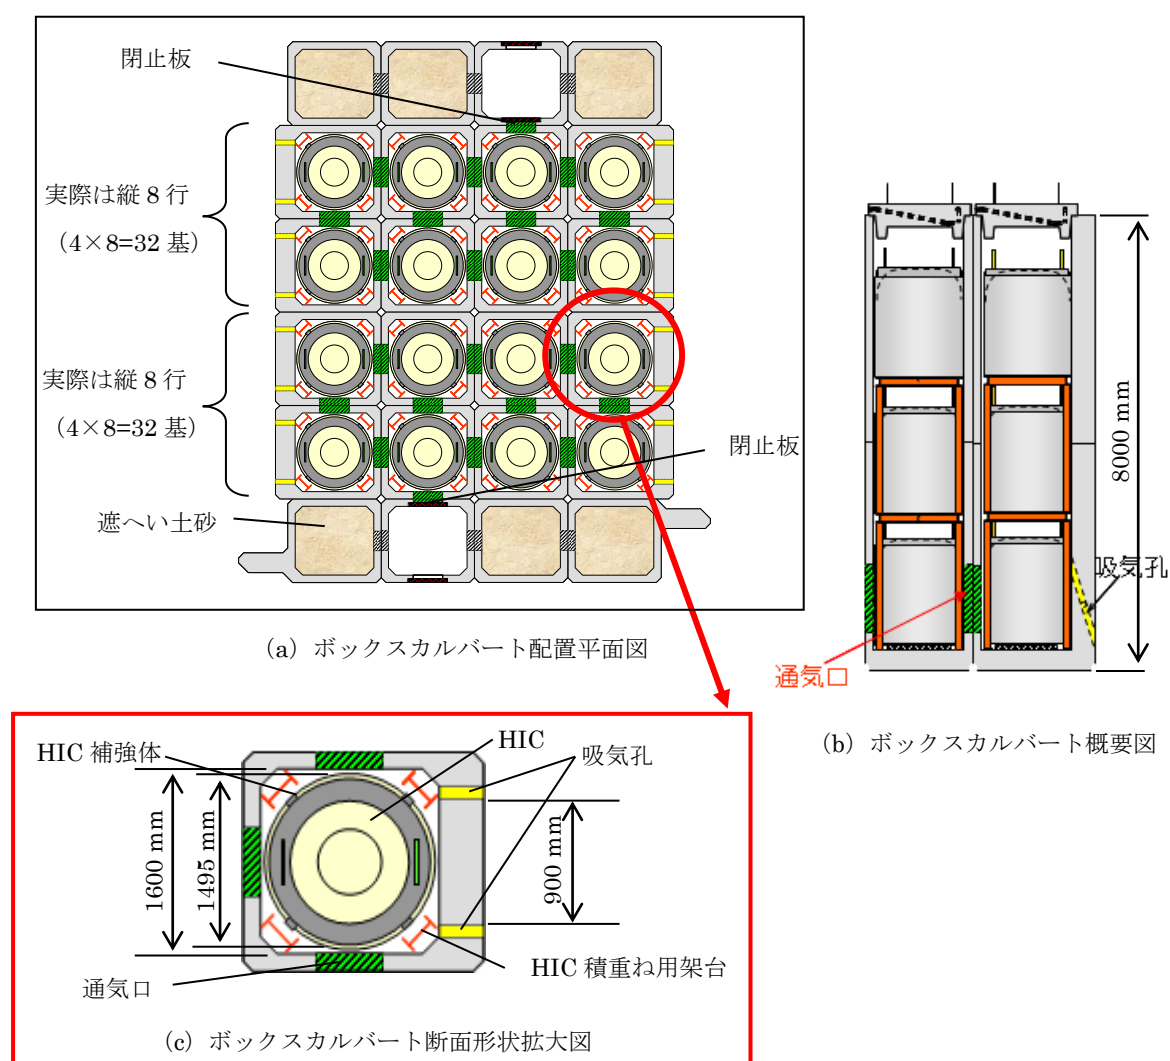 閉止板
実際は縦 8 行
（4×8=32 基）
実際は縦 8 行
（4×8=32 基）
閉止板
遮へい土砂
(a) ボックスカルバート配置平面図
8000 mm
吸気孔
通気口
(b) ボックスカルバート概要図
HIC 補強体
HIC
吸気孔
1600 mm
1495 mm
900 mm
HIC 積重ね用架台
通気口
(c) ボックスカルバート断面形状拡大図